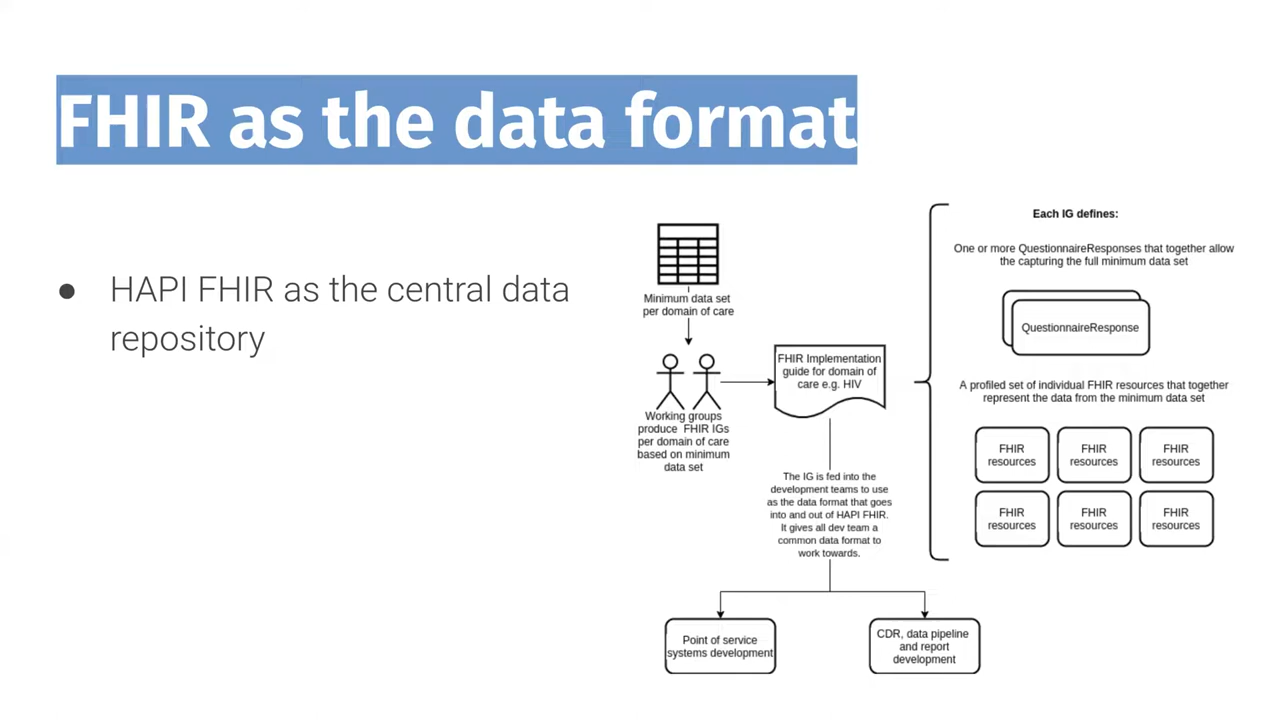 FHIR as the data format
● HAPI FHIR as the central data
repository
Minimum data set
per domain of care
Working groups
produce FHIR IGs
per domain of care
based on minimum
data set
FHIR Implementation
guide for domain of
care e.g. HIV
The IG is fed into the
development teams to use
as the data format that goes
into and out of HAPI FHIR.
It gives all dev team a
common data format to
work towards.
Point of service
systems development
CDR, data pipeline
and report
development
Each IG defines:
One or more QuestionnaireResponses that together allow
the capturing the full minimum data set
QuestionnaireResponse
A profiled set of individual FHIR resources that together
represent the data from the minimum data set
FHIR
resources
FHIR
resources
FHIR
resources
FHIR
resources
FHIR
resources
FHIR
resources